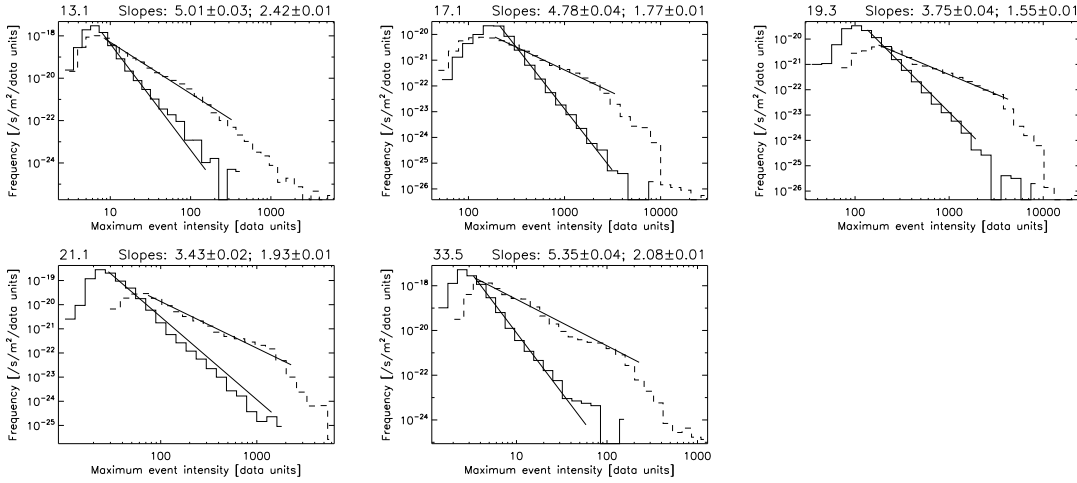 13.1 Slopes: 5.01±0.03; 2.42±0.01
Frequency [/s/m²/data units]
10⁻¹⁸
10⁻²⁰
10⁻²²
10⁻²⁴
10 100 1000
Maximum event intensity [data units]
17.1 Slopes: 4.78±0.04; 1.77±0.01
Frequency [/s/m²/data units]
10⁻²⁰
10⁻²¹
10⁻²²
10⁻²³
10⁻²⁴
10⁻²⁵
10⁻²⁶
100 1000 10000
Maximum event intensity [data units]
19.3 Slopes: 3.75±0.04; 1.55±0.01
Frequency [/s/m²/data units]
10⁻²⁰
10⁻²¹
10⁻²²
10⁻²³
10⁻²⁴
10⁻²⁵
10⁻²⁶
100 1000 10000
Maximum event intensity [data units]
21.1 Slopes: 3.43±0.02; 1.93±0.01
Frequency [/s/m²/data units]
10⁻¹⁹
10⁻²⁰
10⁻²¹
10⁻²²
10⁻²³
10⁻²⁴
10⁻²⁵
100 1000
Maximum event intensity [data units]
33.5 Slopes: 5.35±0.04; 2.08±0.01
Frequency [/s/m²/data units]
10⁻¹⁸
10⁻²⁰
10⁻²²
10⁻²⁴
10 100 1000
Maximum event intensity [data units]